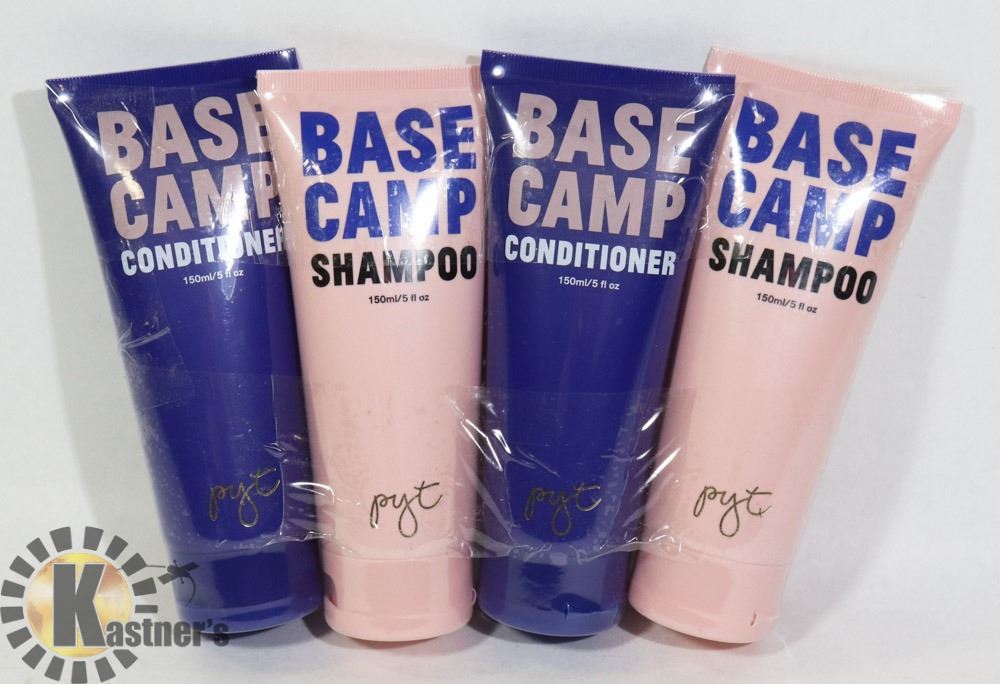 BASE
CAMP
CONDITIONER
150ml/5 fl oz
pyt
BASE
CAMP
SHAMPOO
150ml/5 fl oz
pyt
BASE
CAMP
CONDITIONER
150ml/5 fl oz
pyt
BASE
CAMP
SHAMPOO
150ml/5 fl oz
pyt
Kastner's